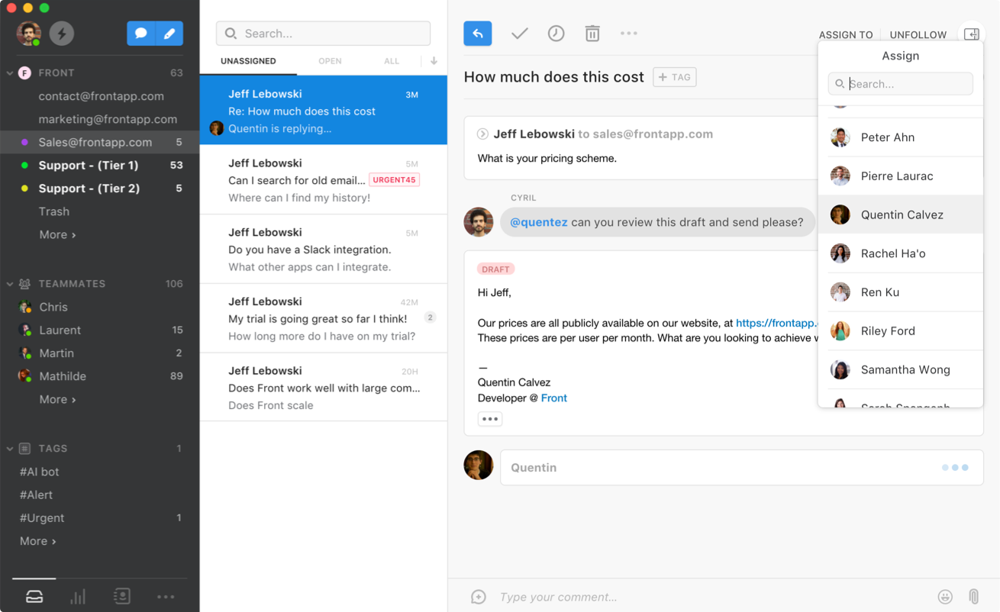 F FRONT 63
contact@frontapp.com
marketing@frontapp.com
Sales@frontapp.com 5
Support - (Tier 1) 53
Support - (Tier 2) 5
Trash
More ›
TEAMMATES 106
Chris
Laurent 15
Martin 2
Mathilde 89
More ›
# TAGS 1
#AI bot
#Alert
#Urgent 1
More ›
Search...
UNASSIGNED OPEN ALL
Jeff Lebowski 3M
Re: How much does this cost
Quentin is replying...
Jeff Lebowski 5M
Can I search for old email... URGENT45
Where can I find my history!
Jeff Lebowski 5M
Do you have a Slack integration.
What other apps can I integrate.
Jeff Lebowski 42M
My trial is going great so far I think! 2
How long more do I have on my trial?
Jeff Lebowski 20H
Does Front work well with large com...
Does Front scale
ASSIGN TO UNFOLLOW
How much does this cost + TAG
Jeff Lebowski to sales@frontapp.com
What is your pricing scheme.
CYRIL
@quentez can you review this draft and send please?
DRAFT
Hi Jeff,
Our prices are all publicly available on our website, at https://frontapp.
These prices are per user per month. What are you looking to achieve
—
Quentin Calvez
Developer @ Front
•••
Quentin
Type your comment...
Assign
Search...
Peter Ahn
Pierre Laurac
Quentin Calvez
Rachel Ha'o
Ren Ku
Riley Ford
Samantha Wong